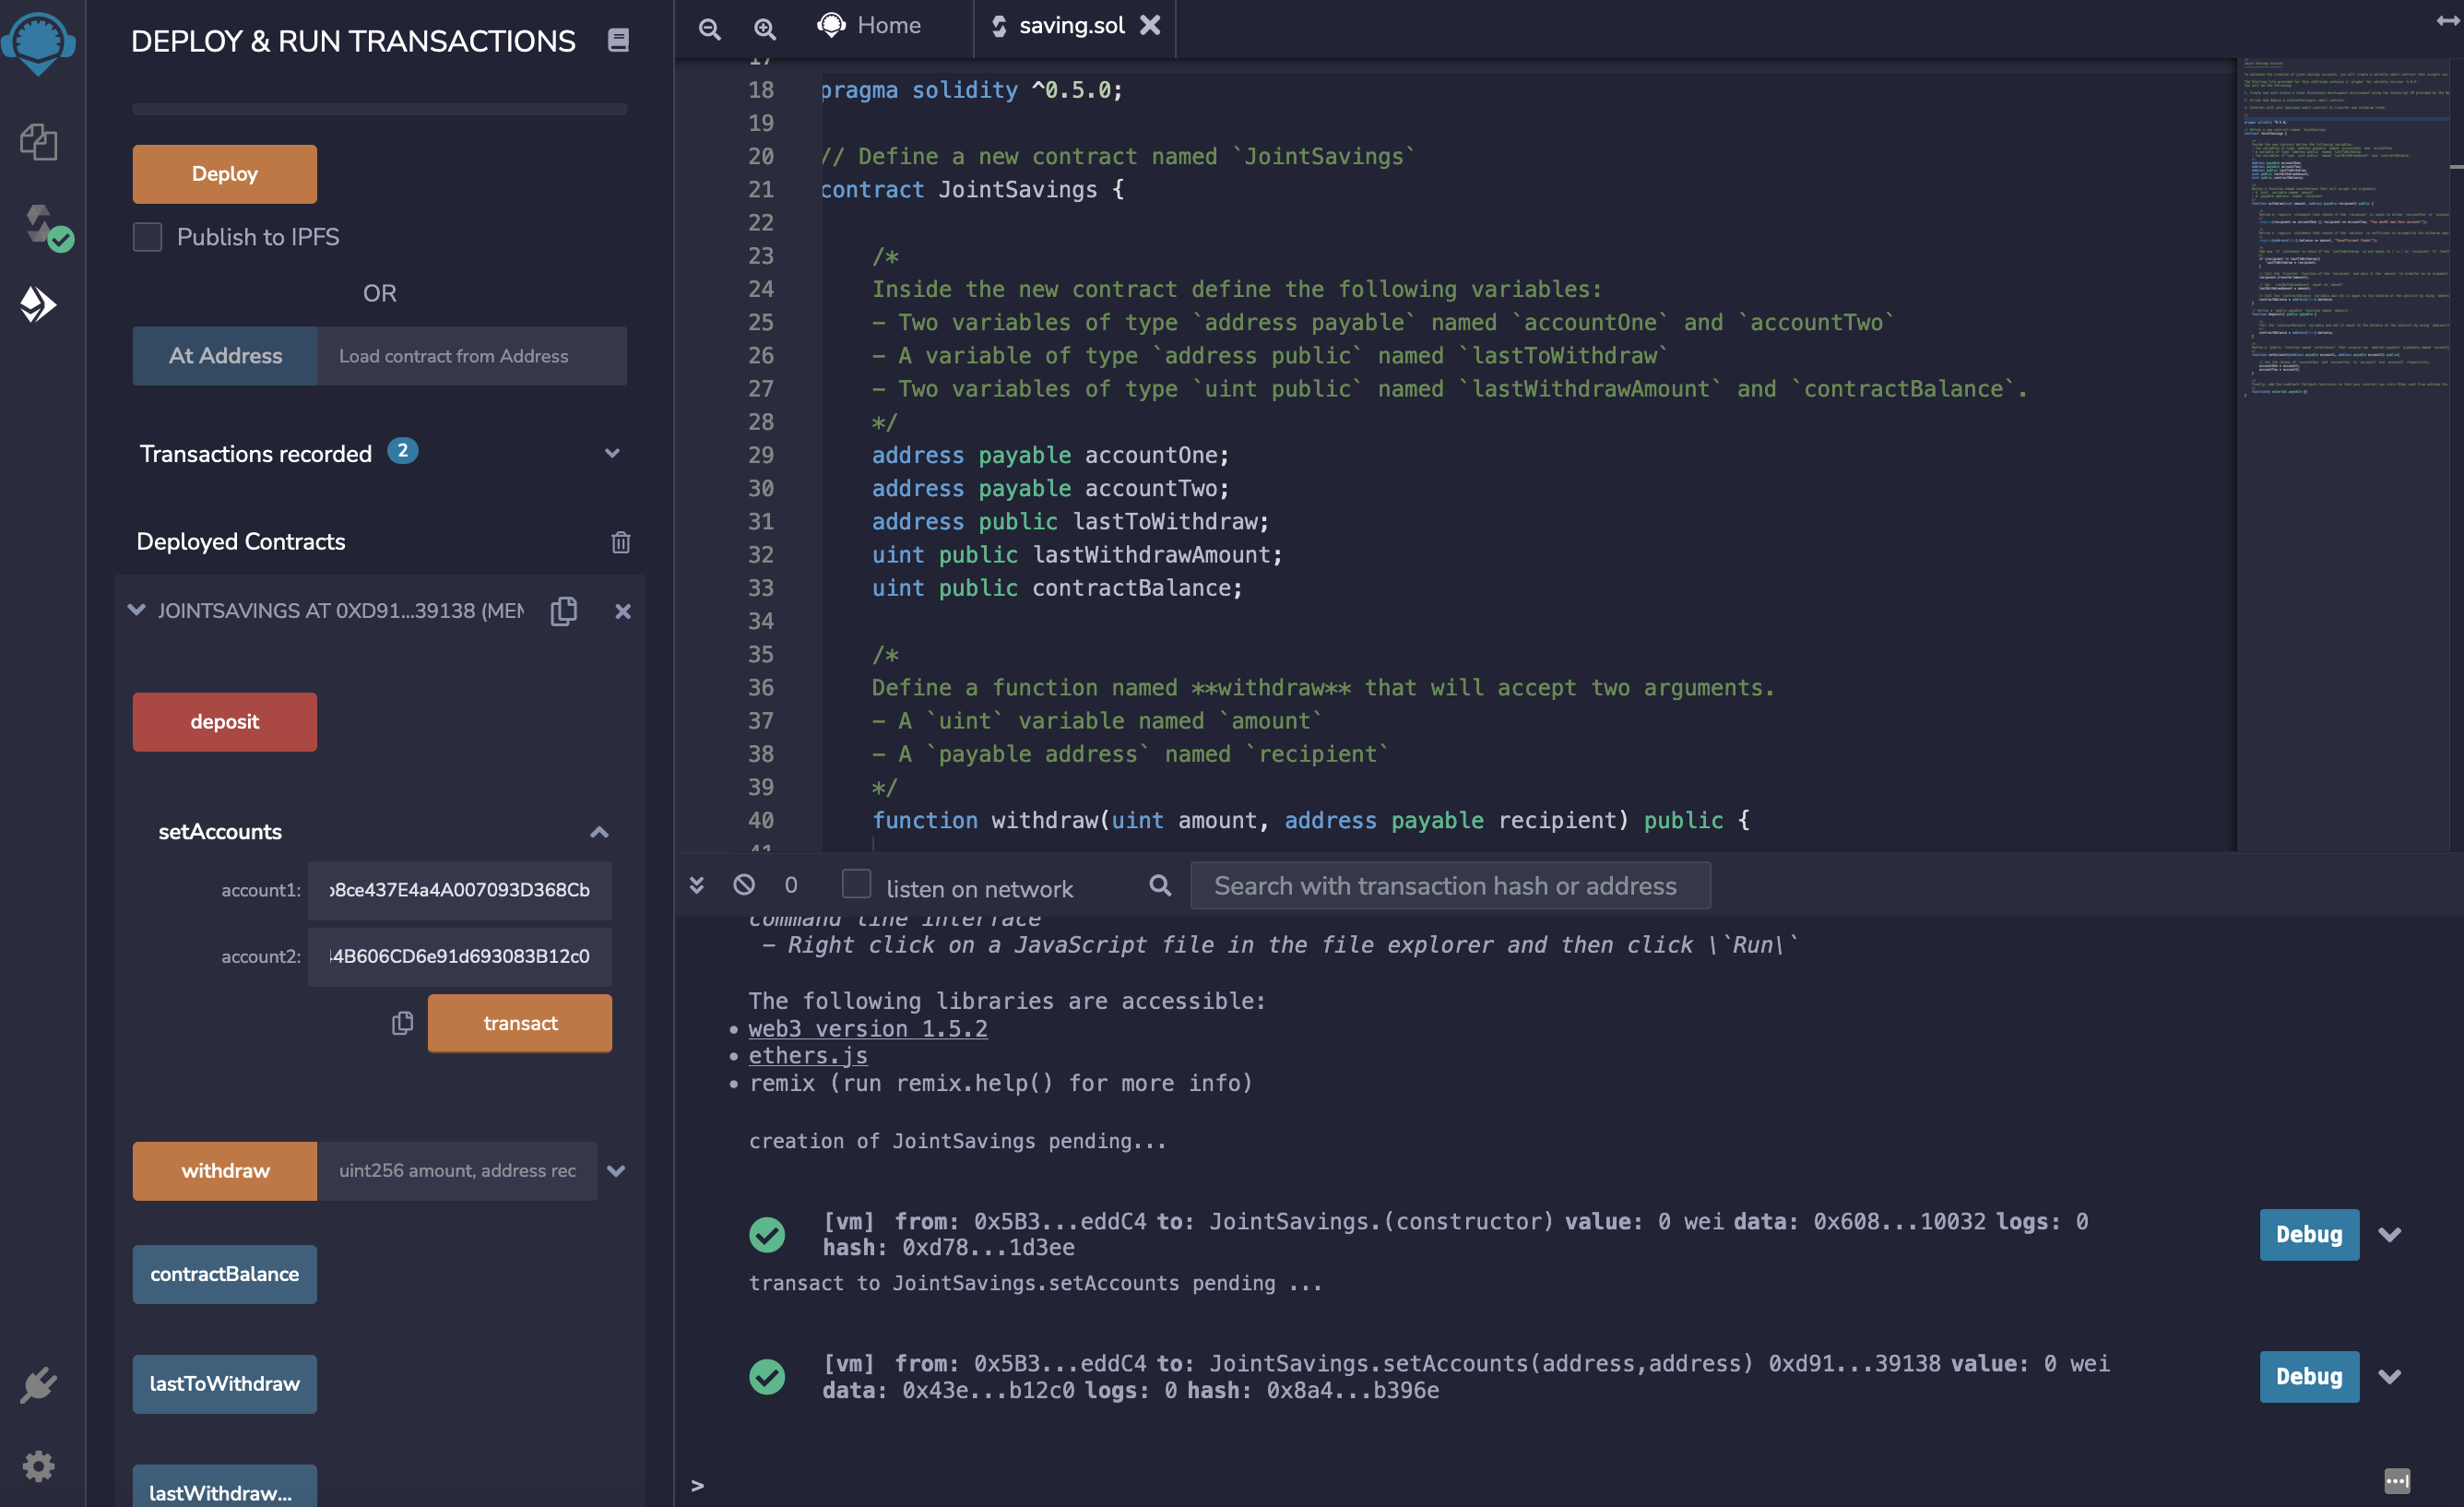 DEPLOY & RUN TRANSACTIONS
Deploy
Publish to IPFS
OR
At Address Load contract from Address
Transactions recorded 2
Deployed Contracts
JOINTSAVINGS AT 0XD91...39138 (MEM
deposit
setAccounts
account1: b8ce437E4a4A007093D368Cb
account2: 44B606CD6e91d693083B12c0
transact
withdraw uint256 amount, address rec
contractBalance
lastToWithdraw
lastWithdraw...
Home saving.sol
17
18 pragma solidity ^0.5.0;
19
20 // Define a new contract named `JointSavings`
21 contract JointSavings {
22
23 /*
24 Inside the new contract define the following variables:
25 - Two variables of type `address payable` named `accountOne` and `accountTwo`
26 - A variable of type `address public` named `lastToWithdraw`
27 - Two variables of type `uint public` named `lastWithdrawAmount` and `contractBalance`.
28 */
29 address payable accountOne;
30 address payable accountTwo;
31 address public lastToWithdraw;
32 uint public lastWithdrawAmount;
33 uint public contractBalance;
34
35 /*
36 Define a function named **withdraw** that will accept two arguments.
37 - A `uint` variable named `amount`
38 - A `payable address` named `recipient`
39 */
40 function withdraw(uint amount, address payable recipient) public {
41
0 listen on network Search with transaction hash or address
command line interface
- Right click on a JavaScript file in the file explorer and then click \`Run\`
The following libraries are accessible:
• web3 version 1.5.2
• ethers.js
• remix (run remix.help() for more info)
creation of JointSavings pending...
[vm] from: 0x5B3...eddC4 to: JointSavings.(constructor) value: 0 wei data: 0x608...10032 logs: 0
hash: 0xd78...1d3ee
Debug
transact to JointSavings.setAccounts pending ...
[vm] from: 0x5B3...eddC4 to: JointSavings.setAccounts(address,address) 0xd91...39138 value: 0 wei
data: 0x43e...b12c0 logs: 0 hash: 0x8a4...b396e
Debug
>